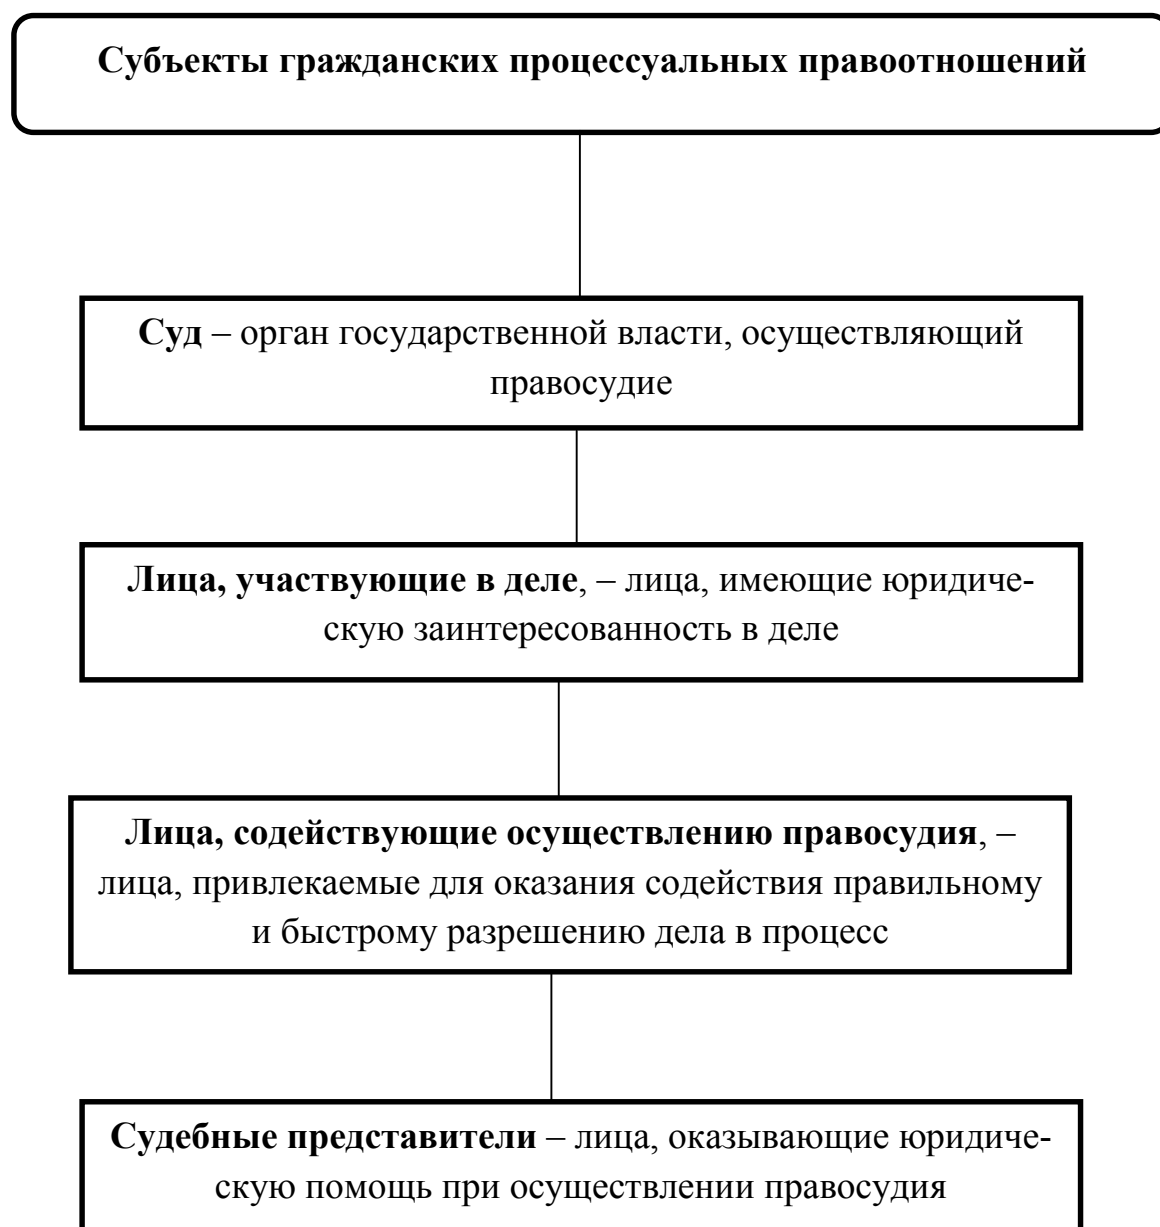 Субъекты гражданских процессуальных правоотношений
Суд – орган государственной власти, осуществляющий
правосудие
Лица, участвующие в деле, – лица, имеющие юридиче-
скую заинтересованность в деле
Лица, содействующие осуществлению правосудия, –
лица, привлекаемые для оказания содействия правильному
и быстрому разрешению дела в процесс
Судебные представители – лица, оказывающие юридиче-
скую помощь при осуществлении правосудия